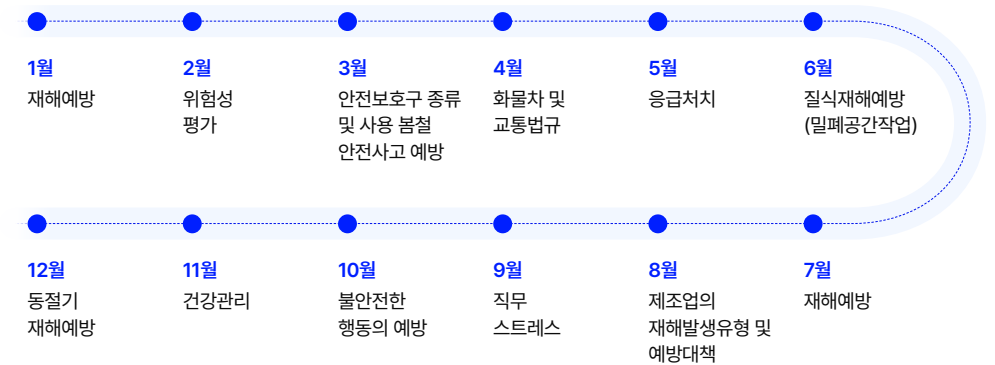 1월
재해예방
2월
위험성
평가
3월
안전보호구 종류
및 사용 봄철
안전사고 예방
4월
화물차 및
교통법규
5월
응급처치
6월
질식재해예방
(밀폐공간작업)
7월
재해예방
8월
제조업의
재해발생유형 및
예방대책
9월
직무
스트레스
10월
불안전한
행동의 예방
11월
건강관리
12월
동절기
재해예방